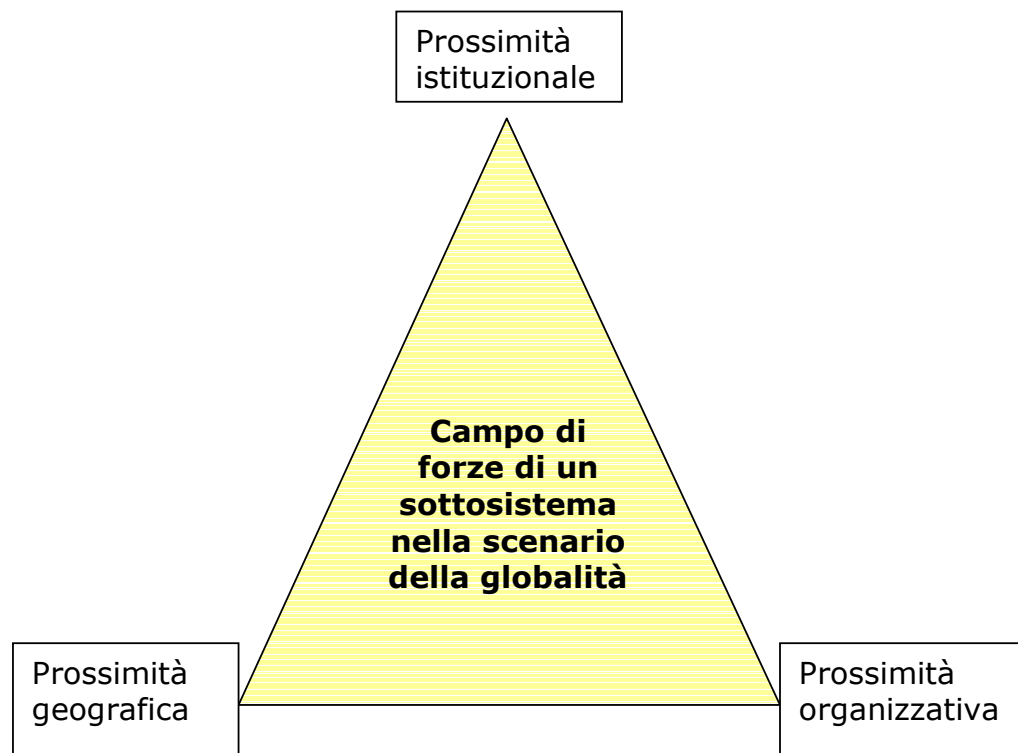 Prossimità
istituzionale
Campo di
forze di un
sottosistema
nella scenario
della globalità
Prossimità
geografica
Prossimità
organizzativa